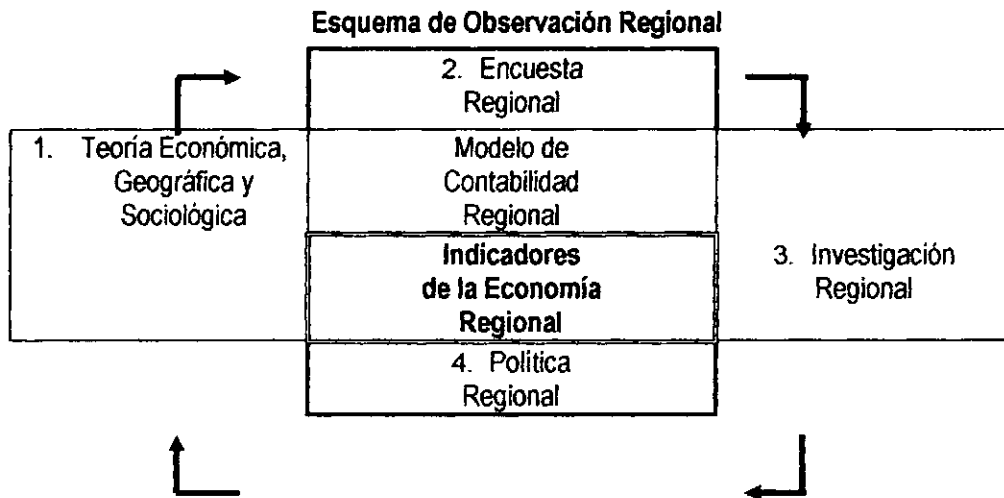 Esquema de Observación Regional
2. Encuesta
Regional
1. Teoría Económica,
Geográfica y
Sociológica
Modelo de
Contabilidad
Regional
Indicadores
de la Economía
Regional
3. Investigación
Regional
4. Política
Regional